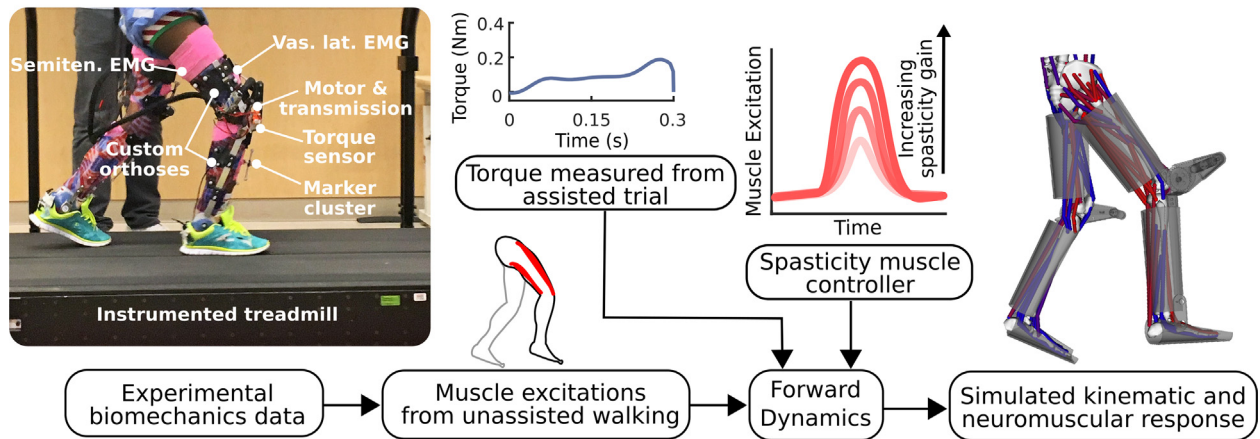 Semiten. EMG
Vas. lat. EMG
Motor &
transmission
Torque
sensor
Custom
orthoses
Marker
cluster
Instrumented treadmill
Torque (Nm)
0.4
0.2
0
0
0.15
0.3
Time (s)
Torque measured from
assisted trial
Muscle Excitation
Time
Increasing
spasticity gain
Spasticity muscle
controller
Experimental
biomechanics data
Muscle excitations
from unassisted walking
Forward
Dynamics
Simulated kinematic and
neuromuscular response